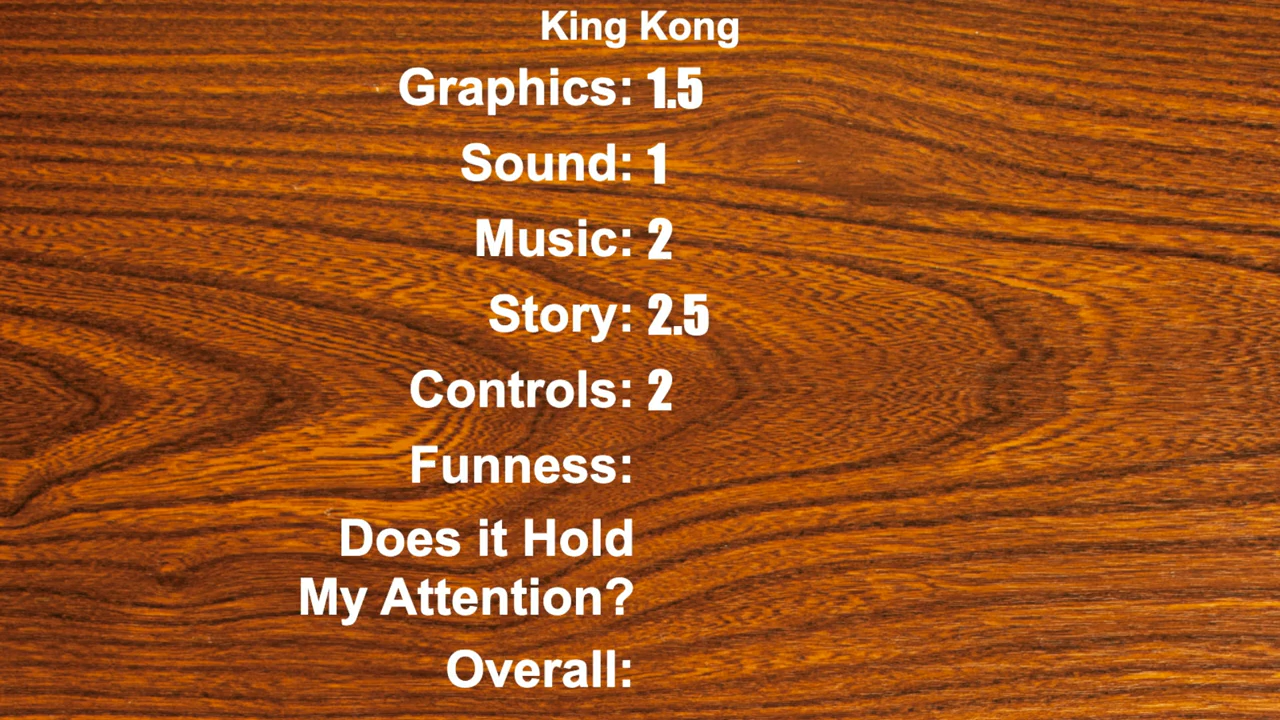 King Kong
Graphics: 1.5
Sound: 1
Music: 2
Story: 2.5
Controls: 2
Funness:
Does it Hold
My Attention?
Overall: